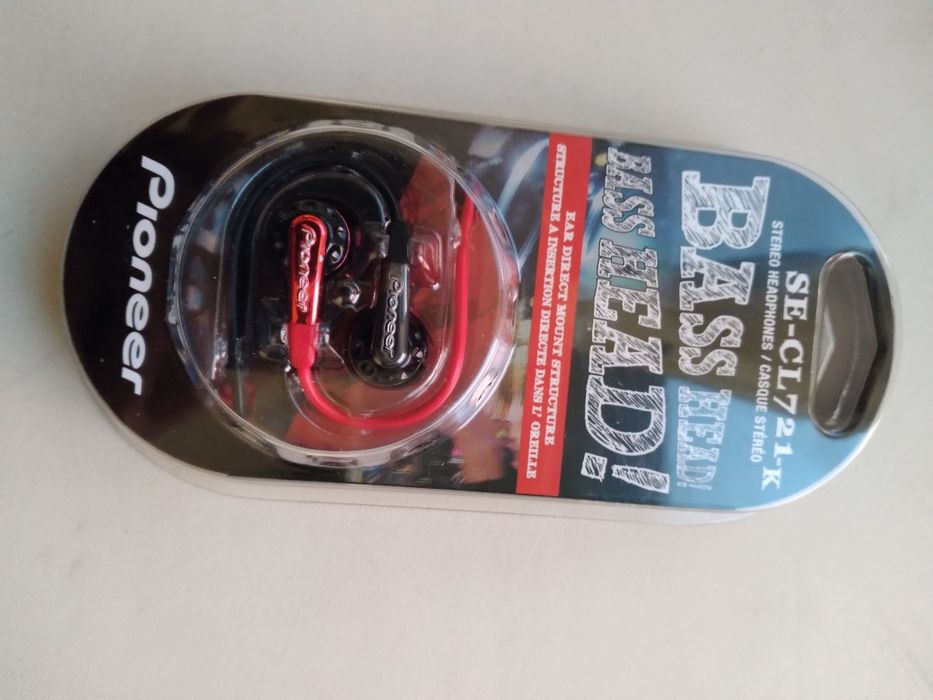 SE-CL721-K
STEREO HEADPHONES / CASQUE STÉRÉO
BASS HEAD!
BASS HEAD!
EAR DIRECT MOUNT STRUCTURE
STRUCTURE A INSERTION DIRECTE DANS L' OREILLE
Pioneer
Pioneer
Pioneer